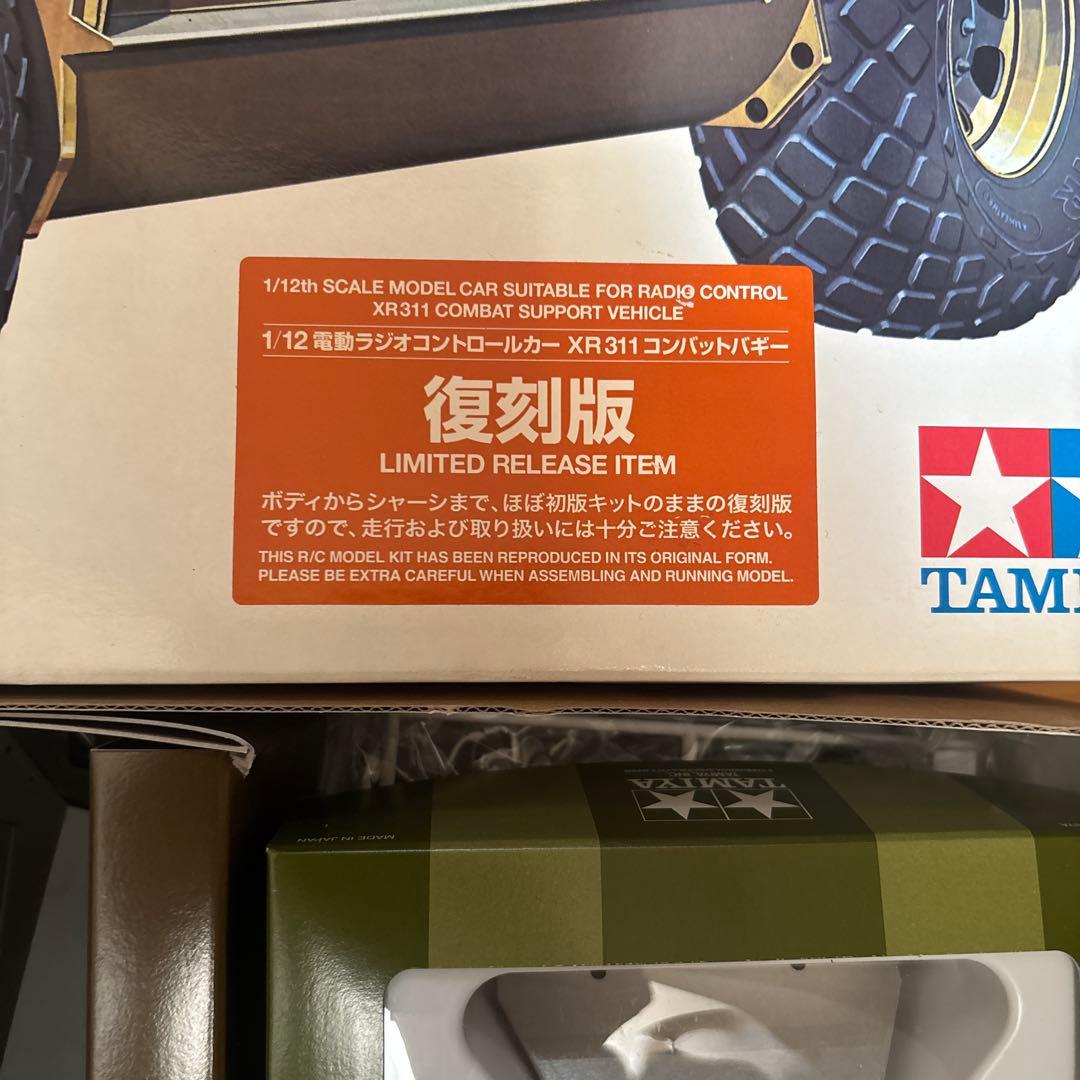 1/12th SCALE MODEL CAR SUITABLE FOR RADIO CONTROL
XR311 COMBAT SUPPORT VEHICLE
1/12 電動ラジオコントロールカー XR311 コンバットバギー
復刻版
LIMITED RELEASE ITEM
ボディからシャーシまで、ほぼ初版キットのままの復刻版
ですので、走行および取り扱いには十分ご注意ください。
THIS R/C MODEL KIT HAS BEEN REPRODUCED IN ITS ORIGINAL FORM.
PLEASE BE EXTRA CAREFUL WHEN ASSEMBLING AND RUNNING MODEL.
TAMI
TAMIYA
TAMIYA, INC.
MADE IN JAPAN